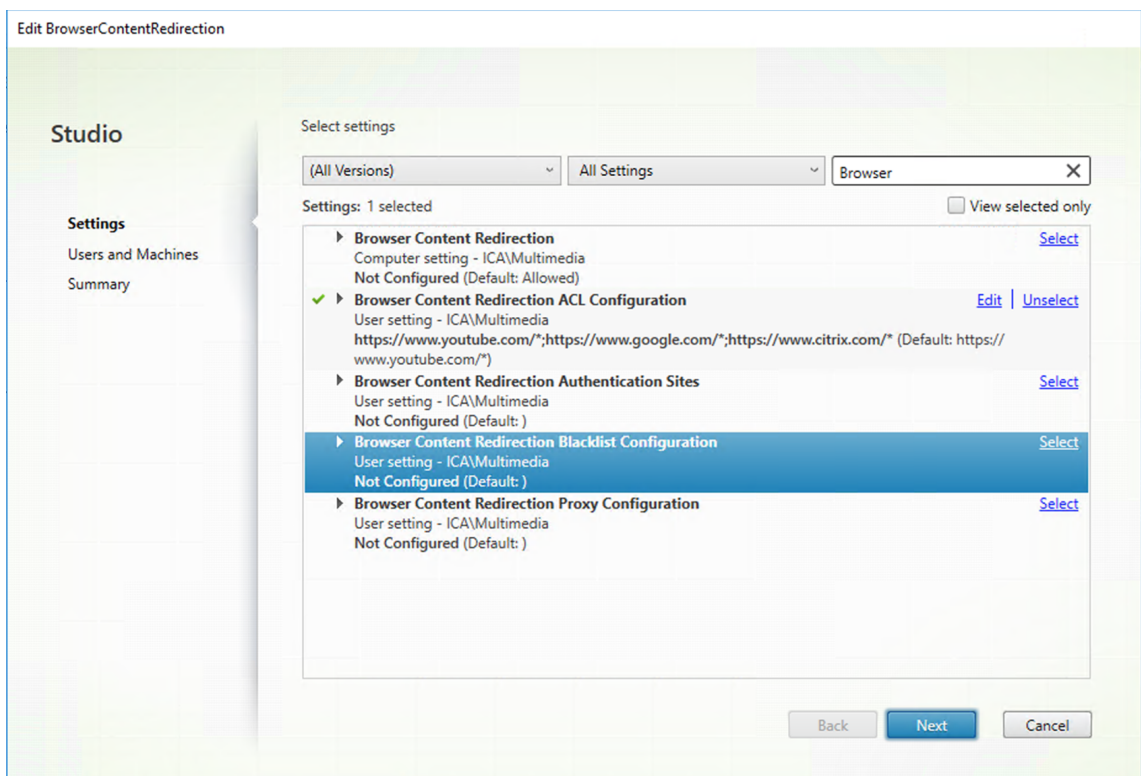 Edit BrowserContentRedirection
Studio
Settings
Users and Machines
Summary
Select settings
(All Versions)
All Settings
Browser
Settings: 1 selected
View selected only
Browser Content Redirection Select
Computer setting - ICA\Multimedia
Not Configured (Default: Allowed)
Browser Content Redirection ACL Configuration Edit | Unselect
User setting - ICA\Multimedia
https://www.youtube.com/*;https://www.google.com/*;https://www.citrix.com/* (Default: https://
www.youtube.com/*)
Browser Content Redirection Authentication Sites Select
User setting - ICA\Multimedia
Not Configured (Default: )
Browser Content Redirection Blacklist Configuration Select
User setting - ICA\Multimedia
Not Configured (Default: )
Browser Content Redirection Proxy Configuration Select
User setting - ICA\Multimedia
Not Configured (Default: )
Back
Next
Cancel